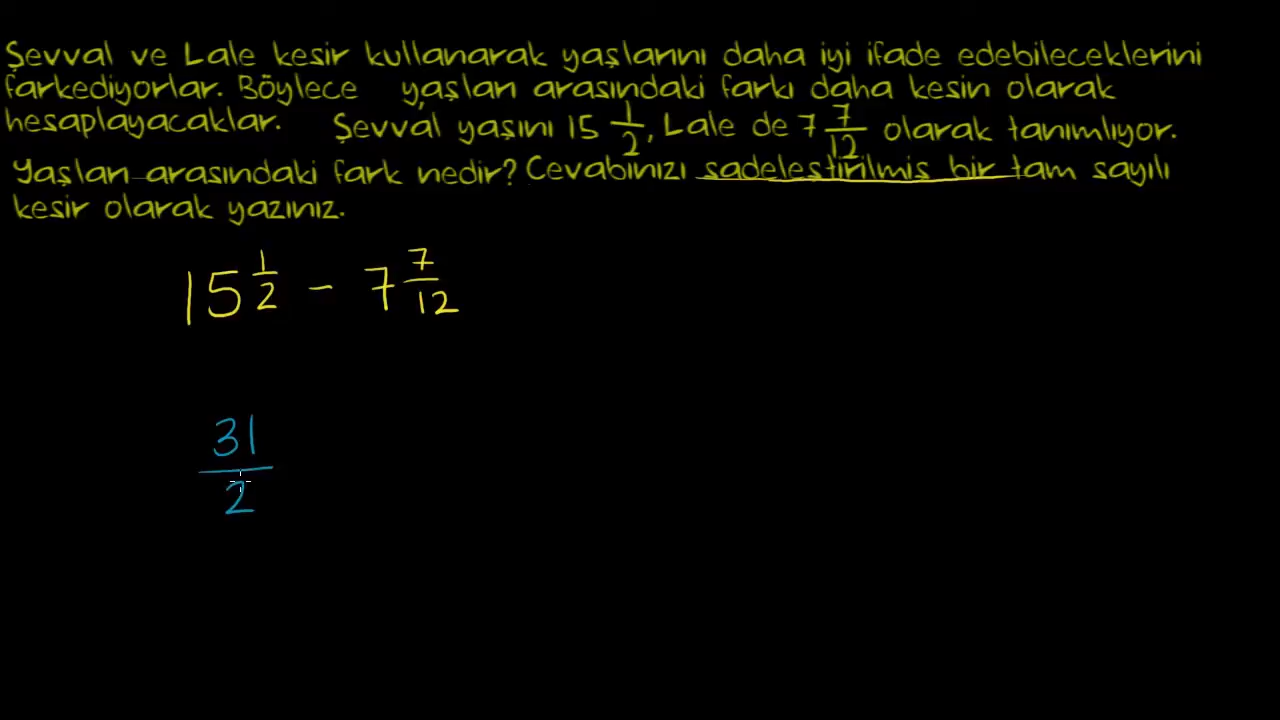 Şevval ve Lale kesir kullanarak yaşlarını daha iyi ifade edebileceklerini
farkediyorlar. Böylece yaşları arasındaki farkı daha kesin olarak
hesaplayacaklar. Şevval yaşını 15 1/2, Lale de 7 7/12 olarak tanımlıyor.
Yaşları arasındaki fark nedir? Cevabınızı sadeleştirilmiş bir tam sayılı
kesir olarak yazınız.
15 1/2 - 7 7/12
31/2